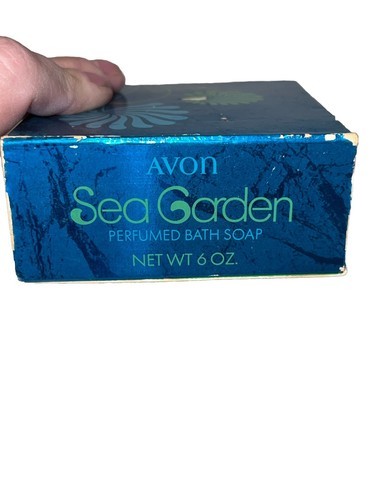 AVON
Sea Garden
PERFUMED BATH SOAP
NET WT 6 OZ.